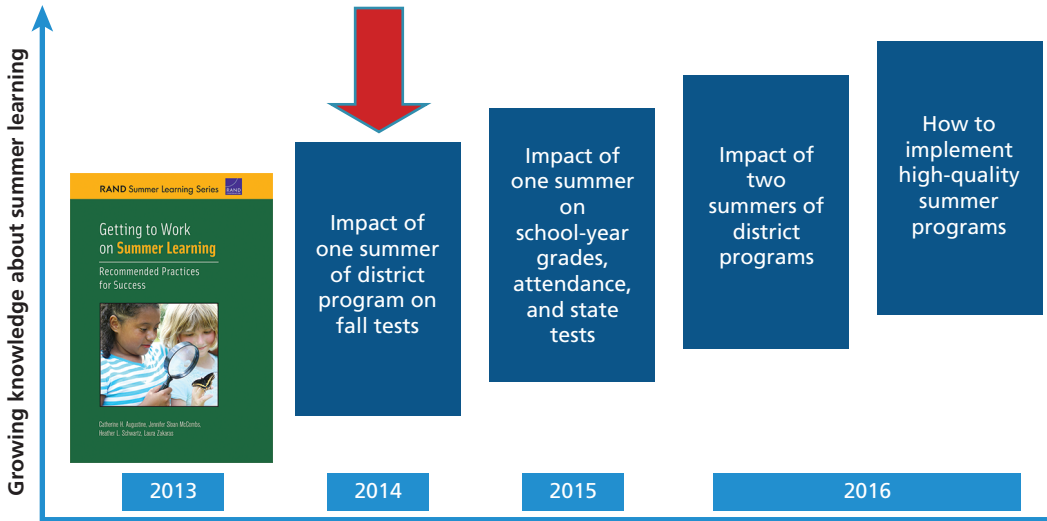 Growing knowledge about summer learning
RAND Summer Learning Series
RAND
Getting to Work
on Summer Learning
Recommended Practices
for Success
Catherine H. Augustine, Jennifer Sloan McCombs,
Heather L. Schwartz, Laura Zakaras
Impact of
one summer
of district
program on
fall tests
Impact of
one summer
on
school-year
grades,
attendance,
and state
tests
Impact of
two
summers of
district
programs
How to
implement
high-quality
summer
programs
2013
2014
2015
2016